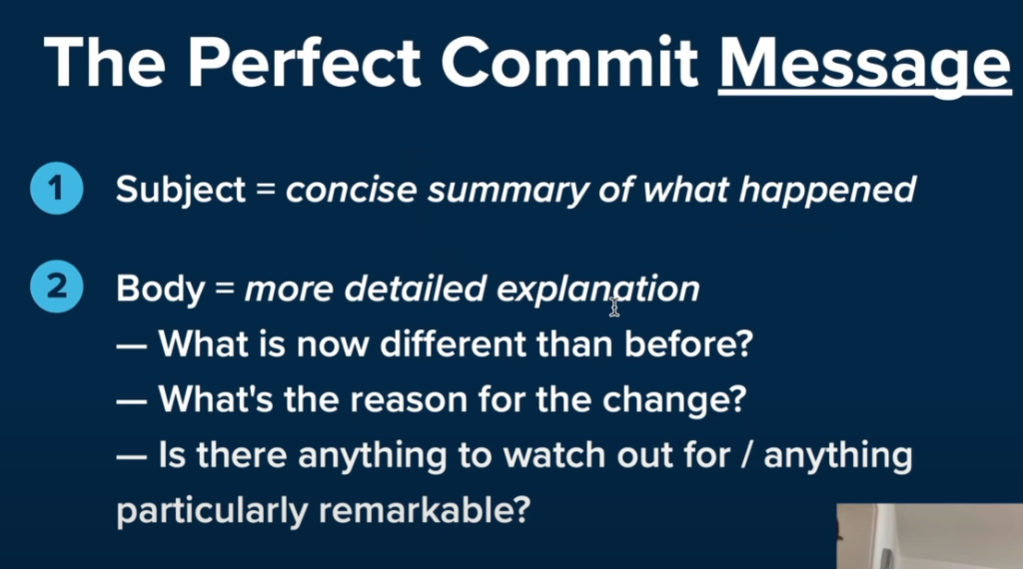 The Perfect Commit Message
1 Subject = concise summary of what happened
2 Body = more detailed explanation
— What is now different than before?
— What's the reason for the change?
— Is there anything to watch out for / anything
particularly remarkable?